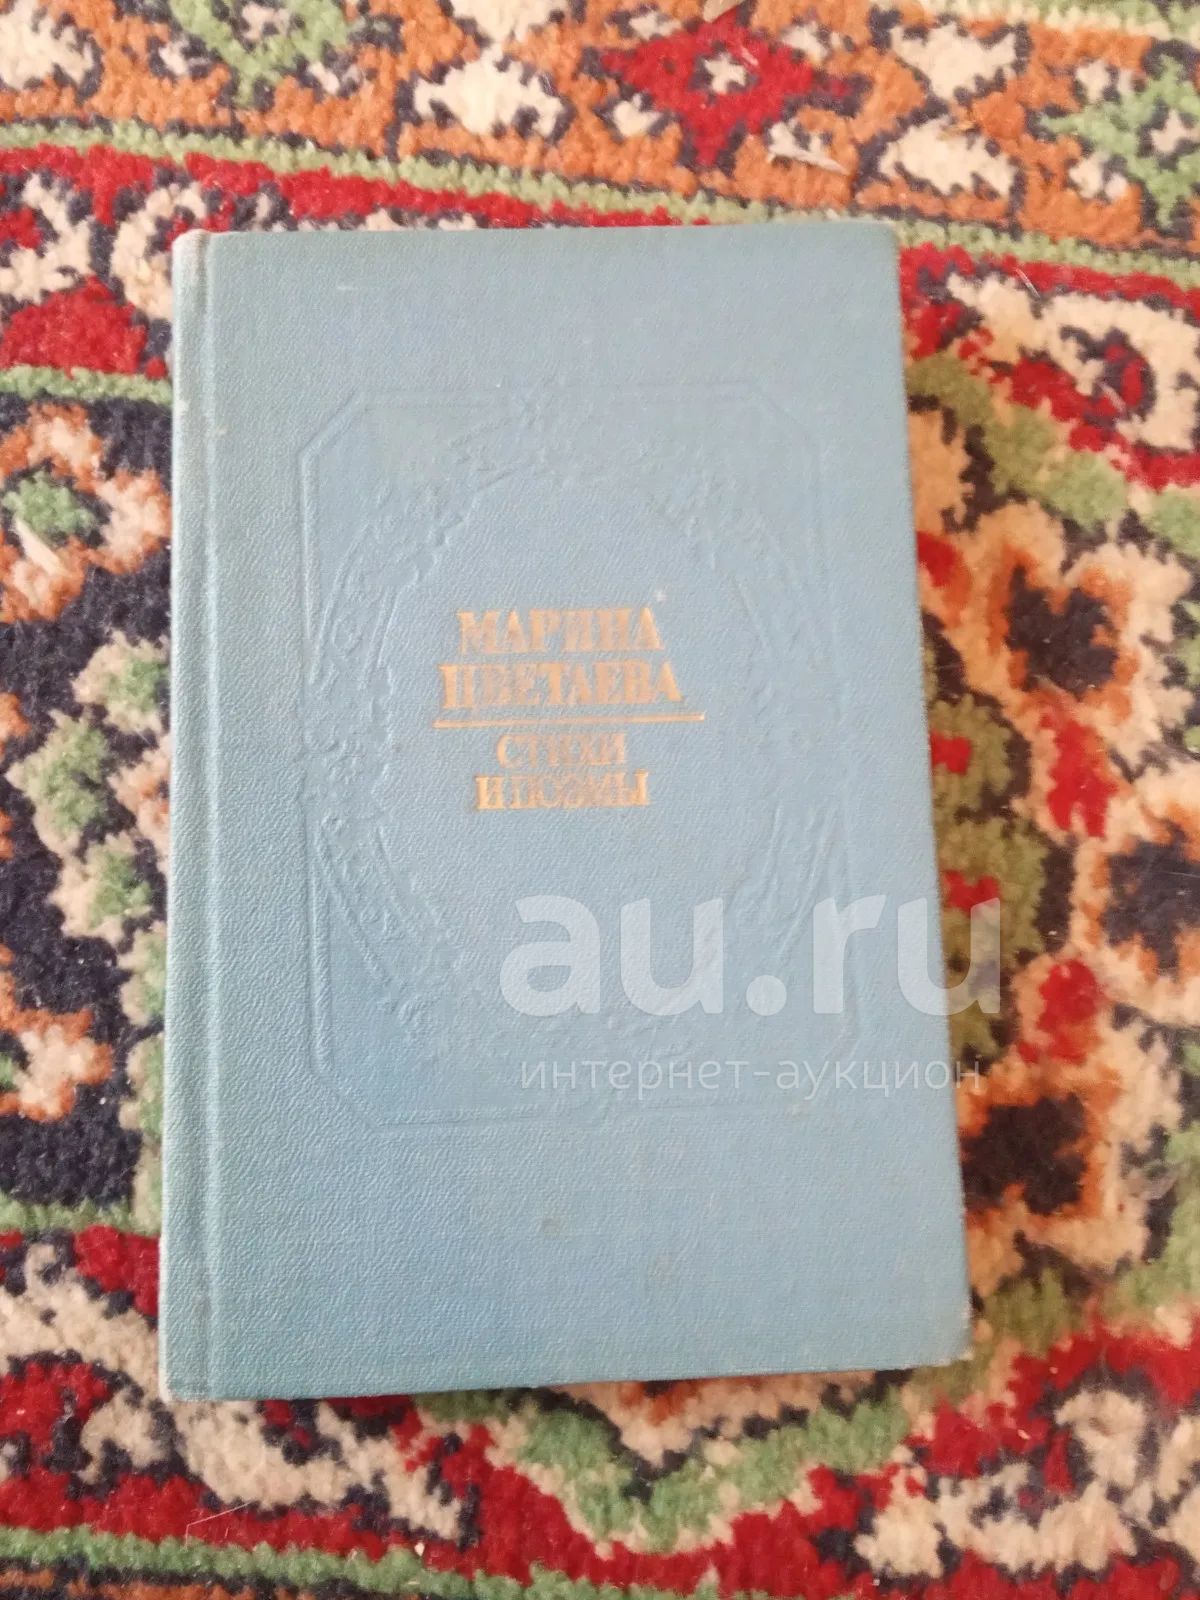 МАРИНА
ЦВЕТАЕВА
СТИХИ
И ПОЭМЫ
au.ru
интернет-аукцион